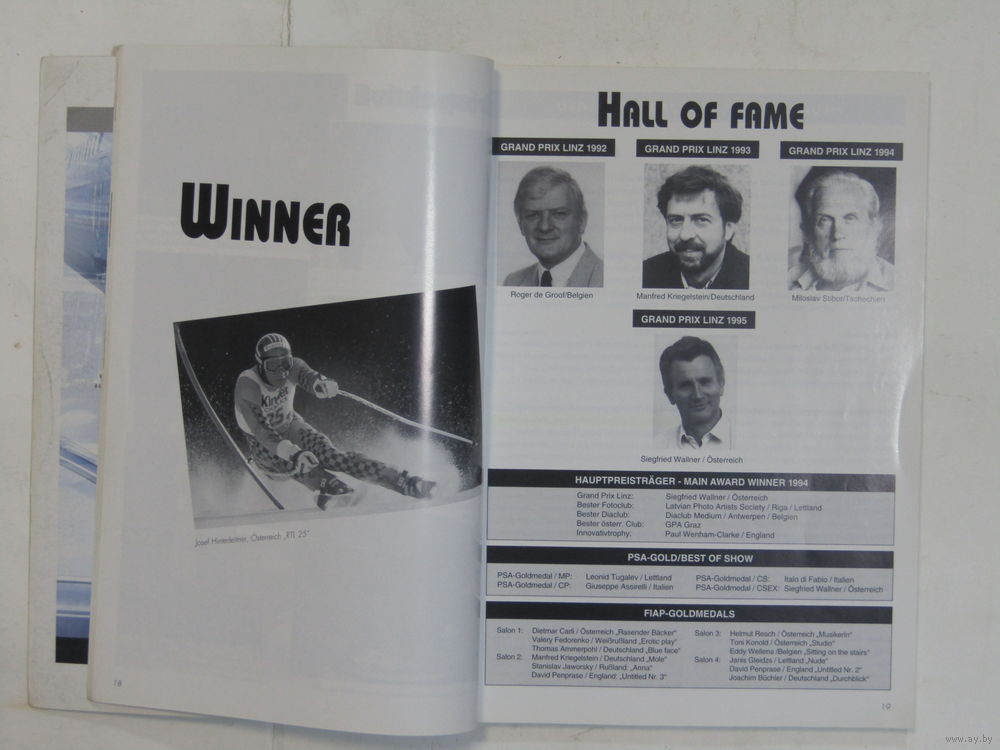 WINNER
Kinder
25
Josef Hinterleitner, Österreich „RTL 25"
18
HALL OF FAME
GRAND PRIX LINZ 1992
GRAND PRIX LINZ 1993
GRAND PRIX LINZ 1994
Roger de Groof/Belgien
Manfred Kriegelstein/Deutschland
Miloslav Stibor/Tschechien
GRAND PRIX LINZ 1995
Siegfried Wallner / Österreich
HAUPTPREISTRÄGER - MAIN AWARD WINNER 1994
Grand Prix Linz: Siegfried Wallner / Österreich
Bester Fotoclub: Latvian Photo Artists Society / Riga / Lettland
Bester Diaclub: Diaclub Medium / Antwerpen / Belgien
Bester österr. Club: GPA Graz
Innovativtrophy: Paul Wenham-Clarke / England
PSA-GOLD/BEST OF SHOW
PSA-Goldmedal / MP: Leonid Tugalev / Lettland PSA-Goldmedal / CS: Italo di Fabio / Italien
PSA-Goldmedal / CP: Giuseppe Assirelli / Italien PSA-Goldmedal / CSEX: Siegfried Wallner / Österreich
FIAP-GOLDMEDALS
Salon 1: Dietmar Carli / Österreich „Rasender Bäcker"
Valery Fedorenko / Weißrußland „Erotic play"
Thomas Ammerpohl / Deutschland „Blue face"
Salon 2: Manfred Kriegelstein / Deutschland „Mole"
Stanislav Jaworsky / Rußland: „Anna"
David Penprase / England: „Untitled Nr. 3"
Salon 3: Helmut Resch / Österreich „Musikerin"
Toni Konold / Österreich „Studie"
Eddy Wellens /Belgien „Sitting on the stairs"
Salon 4: Janis Gleidzs / Lettland „Nude"
David Penprase / England „Untitled Nr. 2"
Joachim Büchler / Deutschland „Durchblick"
19
www.ay.by